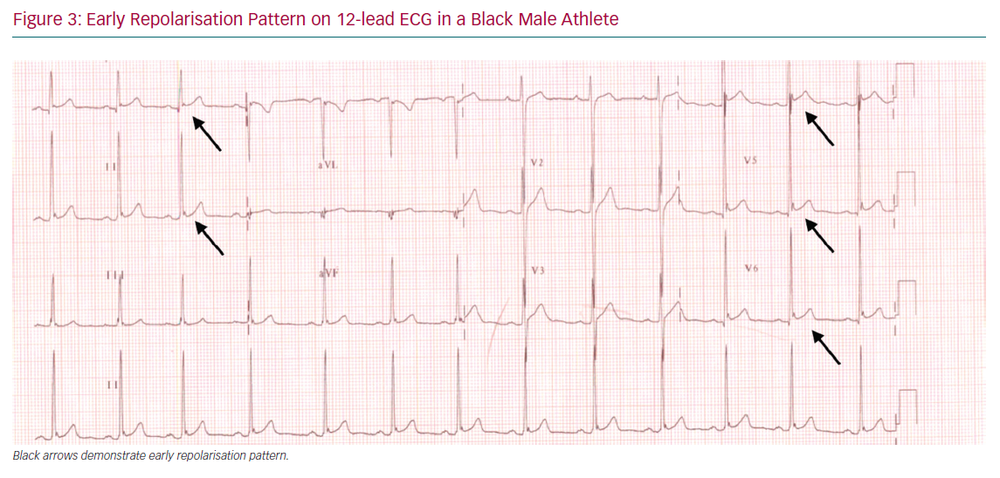 Figure 3: Early Repolarisation Pattern on 12-lead ECG in a Black Male Athlete
II aVL V2 V5
III aVF V3 V6
II
Black arrows demonstrate early repolarisation pattern.